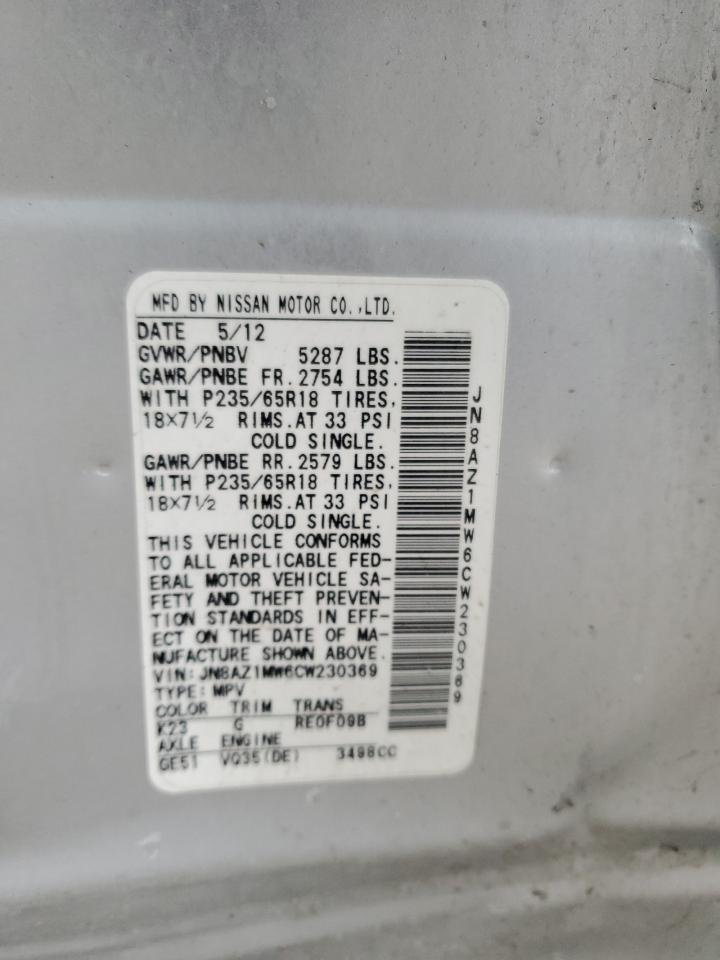 MFD BY NISSAN MOTOR CO.,LTD.
DATE 5/12
GVWR/PNBV 5287 LBS.
GAWR/PNBE FR. 2754 LBS.
WITH P235/65R18 TIRES,
18×7½ RIMS.AT 33 PSI
COLD SINGLE.
GAWR/PNBE RR. 2579 LBS.
WITH P235/65R18 TIRES,
18×7½ RIMS.AT 33 PSI
COLD SINGLE.
THIS VEHICLE CONFORMS
TO ALL APPLICABLE FED-
ERAL MOTOR VEHICLE SA-
FETY AND THEFT PREVEN-
TION STANDARDS IN EFF-
ECT ON THE DATE OF MA-
NUFACTURE SHOWN ABOVE.
VIN: JN8AZ1MW6CW230369
TYPE: MPV
COLOR TRIM TRANS
K23 G RE0F09B
AXLE ENGINE
GE51 VQ35(DE) 3498CC
JN8AZ1MW6CW230369